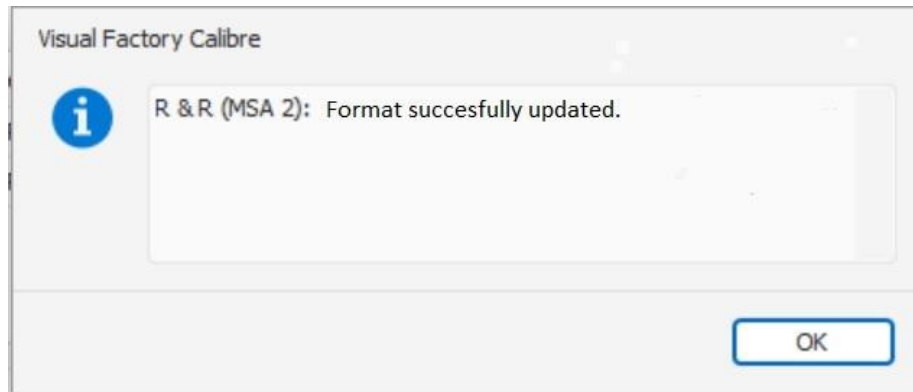 Visual Factory Calibre
R & R (MSA 2): Format succesfully updated.
OK